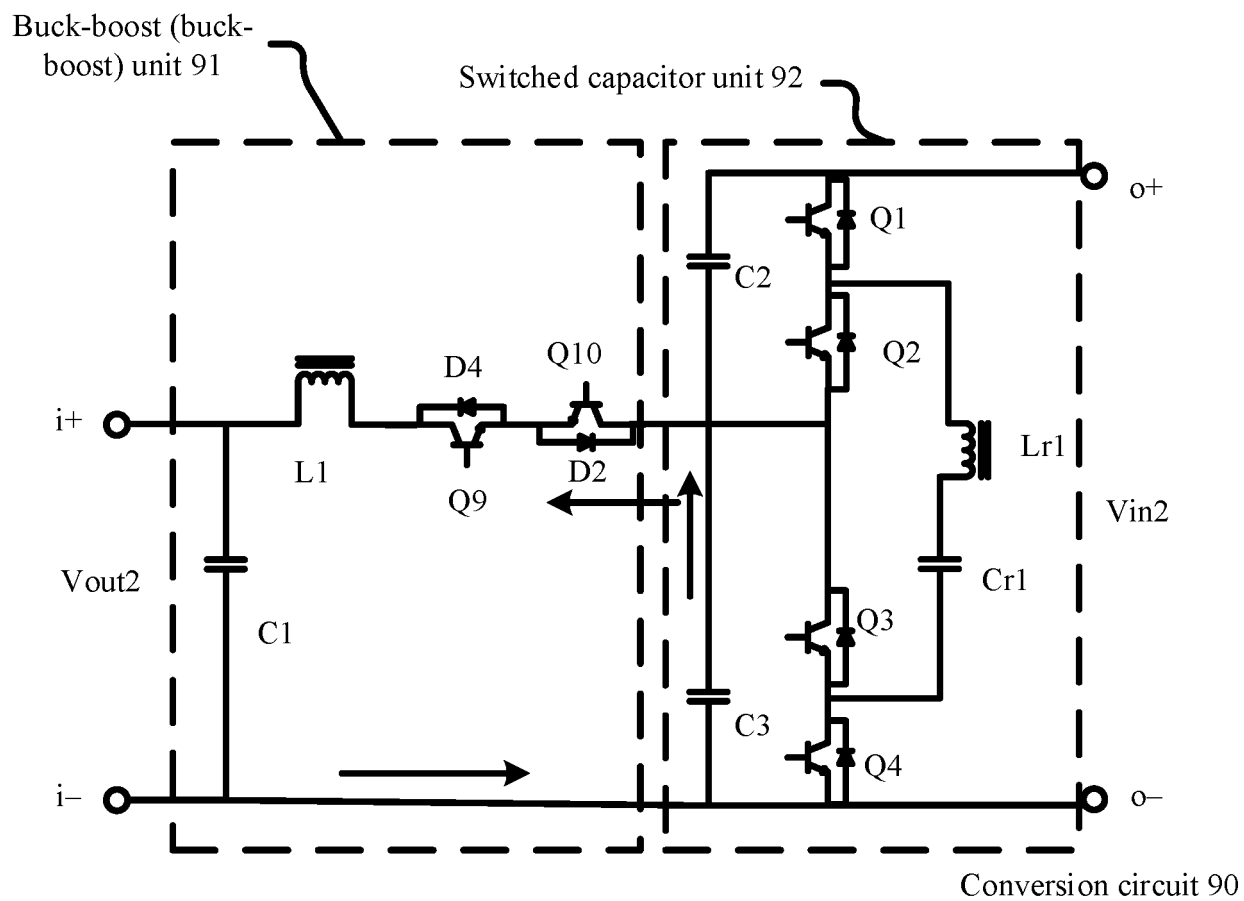 Buck-boost (buck-
boost) unit 91
Switched capacitor unit 92
o+
Q1
C2
Q2
Q10
D4
i+
L1
Q9
D2
Lr1
Vin2
Vout2
C1
Cr1
Q3
C3
Q4
i−
o−
Conversion circuit 90